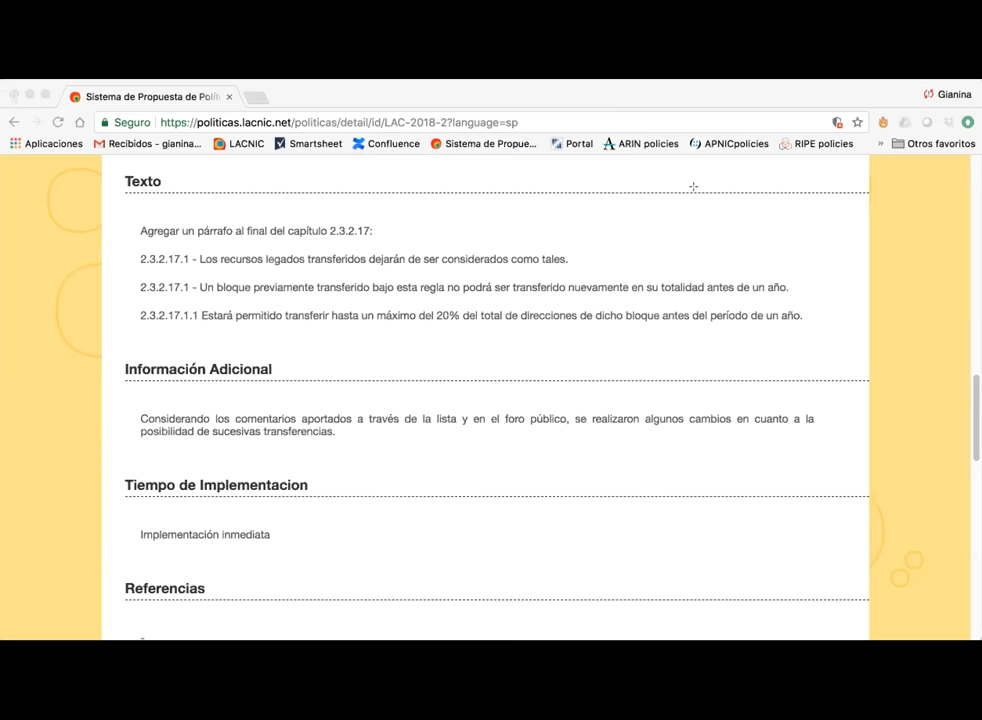 Sistema de Propuesta de Políti
Gianina
Seguro
https://politicas.lacnic.net/politicas/detail/id/LAC-2018-2?language=sp
Aplicaciones
Recibidos - gianina...
LACNIC
Smartsheet
Confluence
Sistema de Propue...
Portal
ARIN policies
APNICpolicies
RIPE policies
» Otros favoritos
Texto
Agregar un párrafo al final del capítulo 2.3.2.17:
2.3.2.17.1 - Los recursos legados transferidos dejarán de ser considerados como tales.
2.3.2.17.1 - Un bloque previamente transferido bajo esta regla no podrá ser transferido nuevamente en su totalidad antes de un año.
2.3.2.17.1.1 Estará permitido transferir hasta un máximo del 20% del total de direcciones de dicho bloque antes del período de un año.
Información Adicional
Considerando los comentarios aportados a través de la lista y en el foro público, se realizaron algunos cambios en cuanto a la
posibilidad de sucesivas transferencias.
Tiempo de Implementacion
Implementación inmediata
Referencias